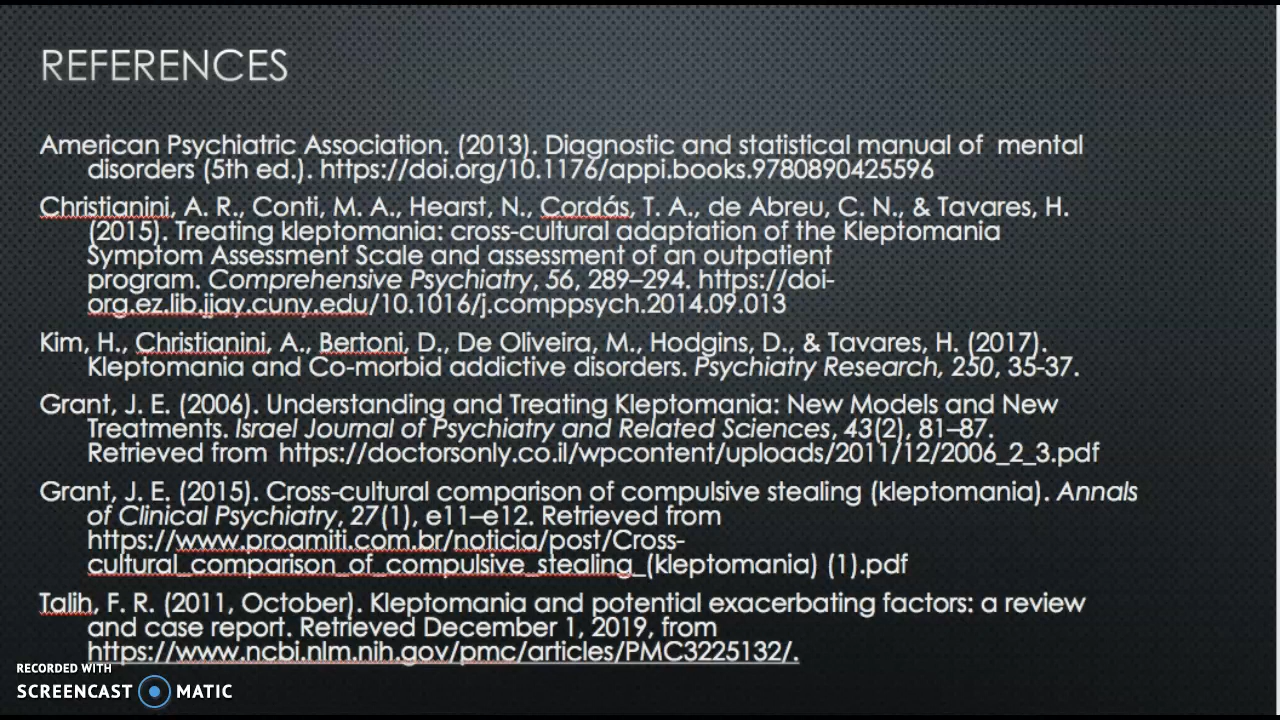 REFERENCES
American Psychiatric Association. (2013). Diagnostic and statistical manual of  mental
disorders (5th ed.). https://doi.org/10.1176/appi.books.9780890425596
Christianini, A. R., Conti, M. A., Hearst, N., Cordás, T. A., de Abreu, C. N., & Tavares, H.
(2015). Treating kleptomania: cross-cultural adaptation of the Kleptomania
Symptom Assessment Scale and assessment of an outpatient
program. Comprehensive Psychiatry, 56, 289–294. https://doi-
org.ez.lib.jjay.cuny.edu/10.1016/j.comppsych.2014.09.013
Kim, H., Christianini, A., Bertoni, D., De Oliveira, M., Hodgins, D., & Tavares, H. (2017).
Kleptomania and Co-morbid addictive disorders. Psychiatry Research, 250, 35-37.
Grant, J. E. (2006). Understanding and Treating Kleptomania: New Models and New
Treatments. Israel Journal of Psychiatry and Related Sciences, 43(2), 81–87.
Retrieved from https://doctorsonly.co.il/wpcontent/uploads/2011/12/2006_2_3.pdf
Grant, J. E. (2015). Cross-cultural comparison of compulsive stealing (kleptomania). Annals
of Clinical Psychiatry, 27(1), e11–e12. Retrieved from
https://www.proamiti.com.br/noticia/post/Cross-
cultural_comparison_of_compulsive_stealing_(kleptomania) (1).pdf
Talih, F. R. (2011, October). Kleptomania and potential exacerbating factors: a review
and case report. Retrieved December 1, 2019, from
https://www.ncbi.nlm.nih.gov/pmc/articles/PMC3225132/.
RECORDED WITH
SCREENCAST MATIC